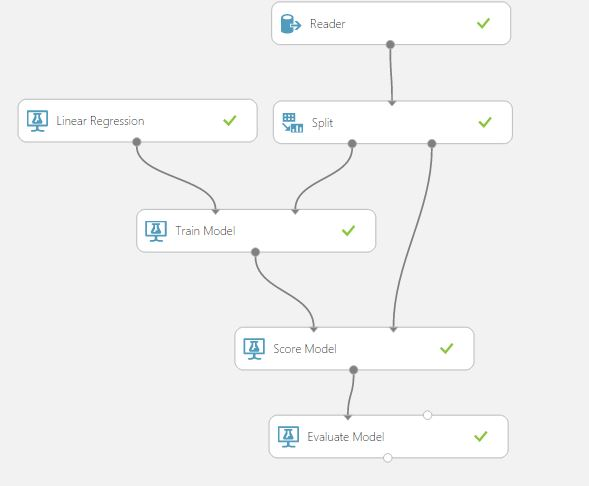 Reader
Linear Regression
Split
Train Model
Score Model
Evaluate Model